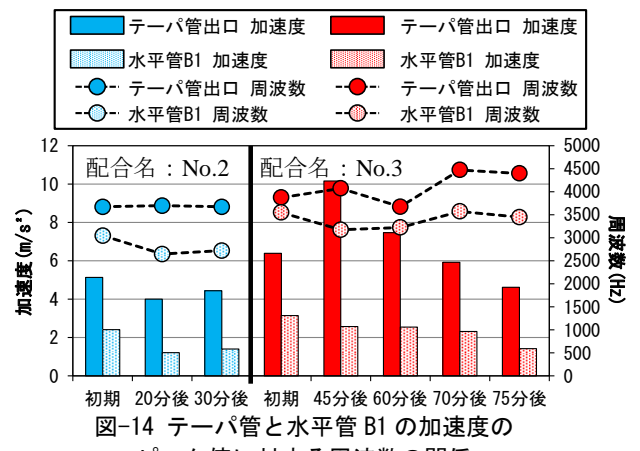 テーパ管出口 加速度 テーパ管出口 加速度
水平管B1 加速度 水平管B1 加速度
テーパ管出口 周波数 テーパ管出口 周波数
水平管B1 周波数 水平管B1 周波数
配合名：No.2 配合名：No.3
加速度(m/s²)
12
10
8
6
4
2
0
周波数(Hz)
5000
4500
4000
3500
3000
2500
2000
1500
1000
500
0
初期 20分後 30分後 初期 45分後 60分後 70分後 75分後
図-14 テーパ管と水平管 B1 の加速度の